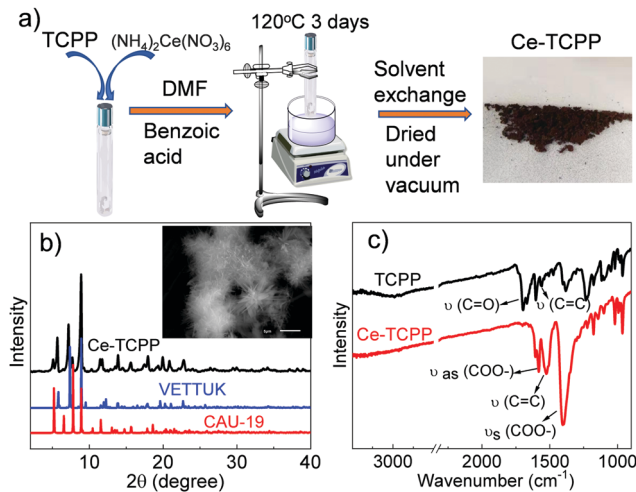 a)
TCPP
(NH₄)₂Ce(NO₃)₆
DMF
Benzoic
acid
120°C 3 days
Solvent
exchange
Dried
under
vacuum
Ce-TCPP
b)
Intensity
Ce-TCPP
VETTUK
CAU-19
10
20
30
40
2θ (degree)
c)
Intensity
TCPP
υ (C=O)
υ (C=C)
Ce-TCPP
υ as (COO-)
υ (C=C)
υs (COO-)
3000
2000
1500
1000
Wavenumber (cm⁻¹)